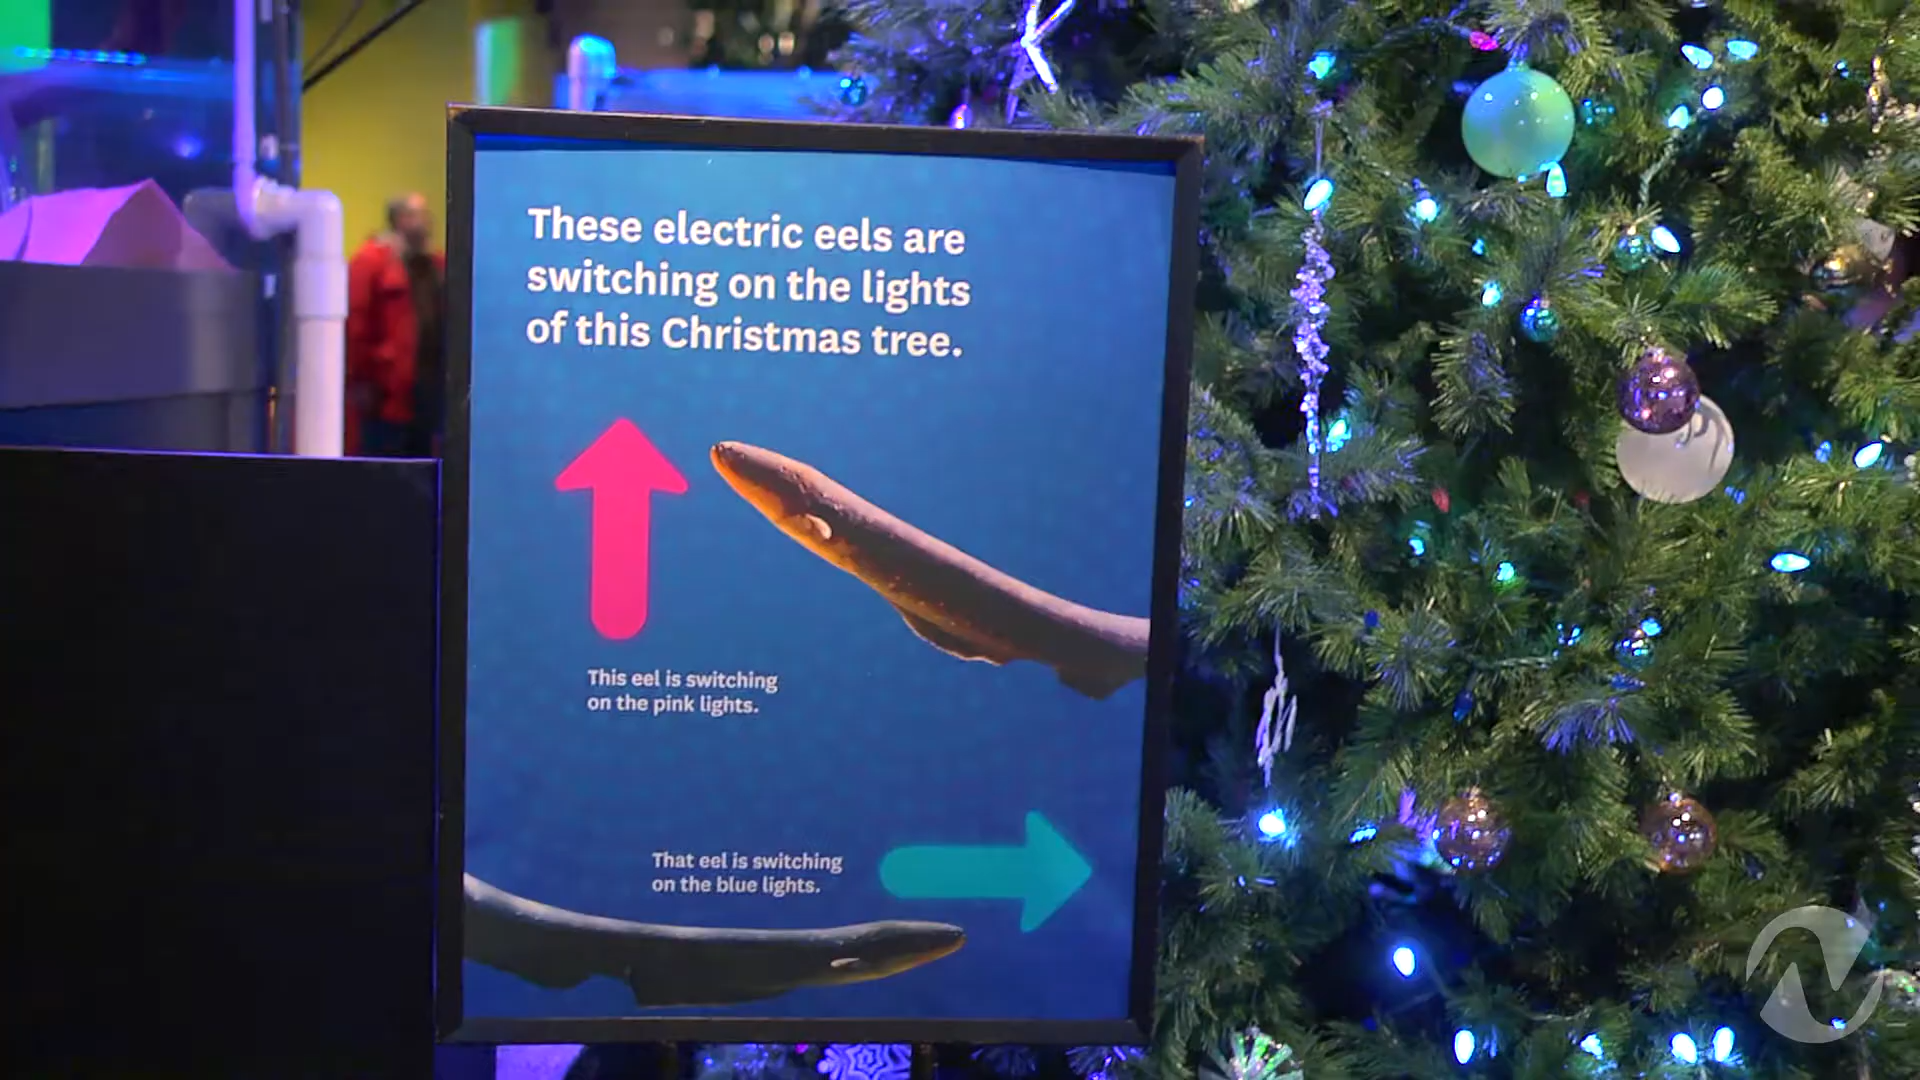 These electric eels are
switching on the lights
of this Christmas tree.
This eel is switching
on the pink lights.
That eel is switching
on the blue lights.